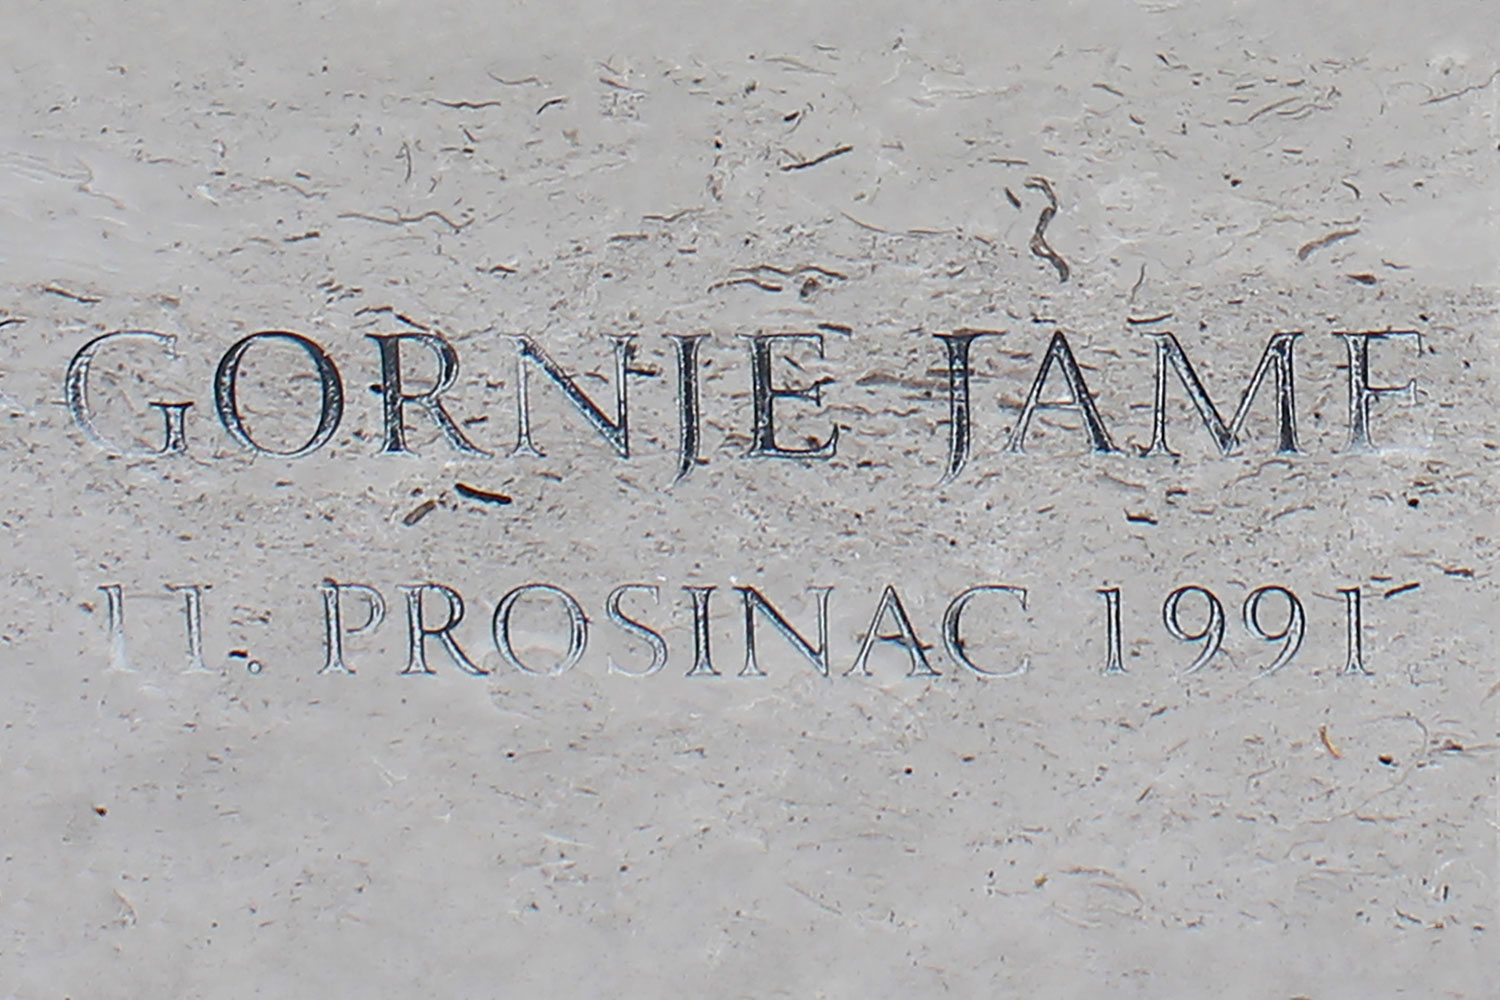 GORNJE JAME
11. PROSINAC 1991